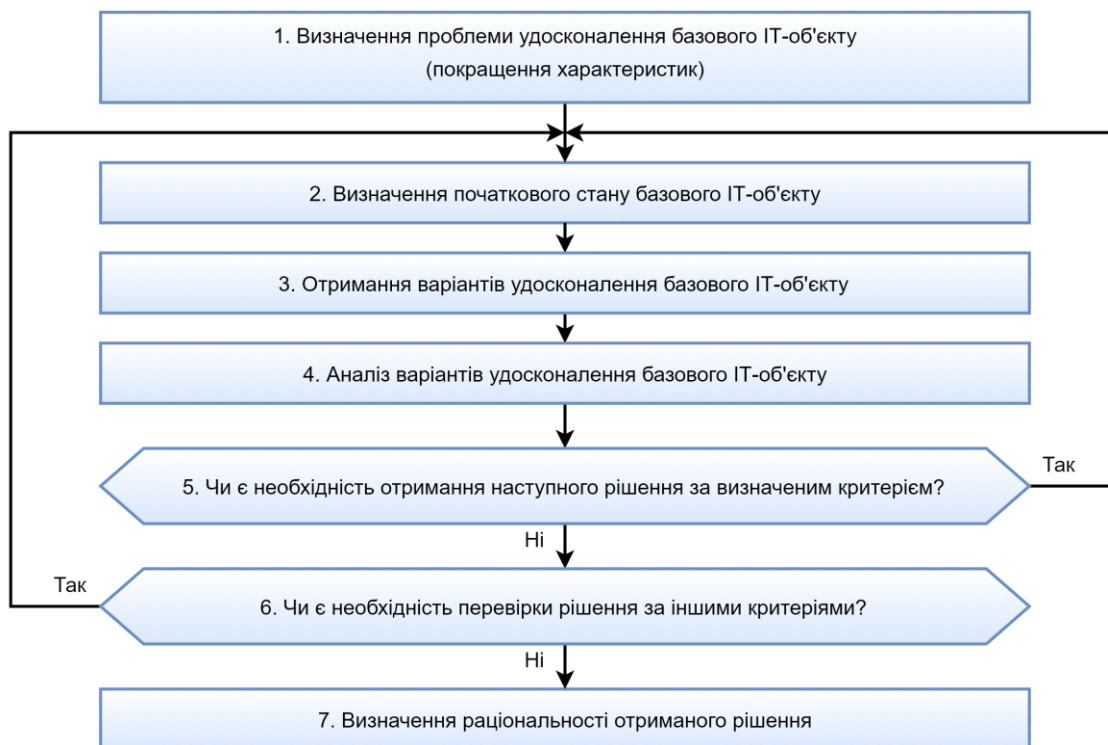 1. Визначення проблеми удосконалення базового ІТ-об'єкту
(покращення характеристик)
2. Визначення початкового стану базового ІТ-об'єкту
3. Отримання варіантів удосконалення базового ІТ-об'єкту
4. Аналіз варіантів удосконалення базового ІТ-об'єкту
5. Чи є необхідність отримання наступного рішення за визначеним критерієм?
Так
Ні
Так
6. Чи є необхідність перевірки рішення за іншими критеріями?
Ні
7. Визначення раціональності отриманого рішення